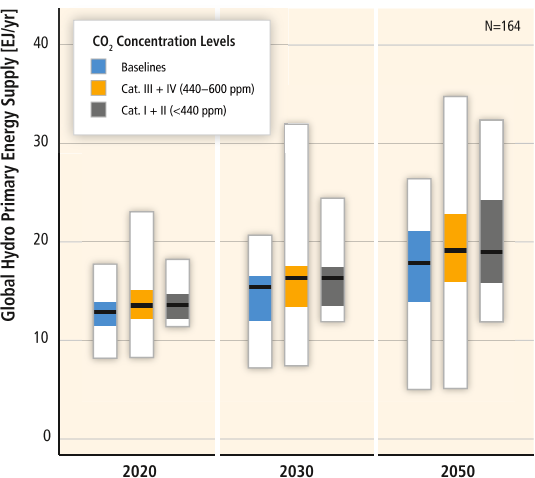 Global Hydro Primary Energy Supply [EJ/yr]
40
30
20
10
0
CO2 Concentration Levels
Baselines
Cat. III + IV (440–600 ppm)
Cat. I + II (<440 ppm)
N=164
2020
2030
2050